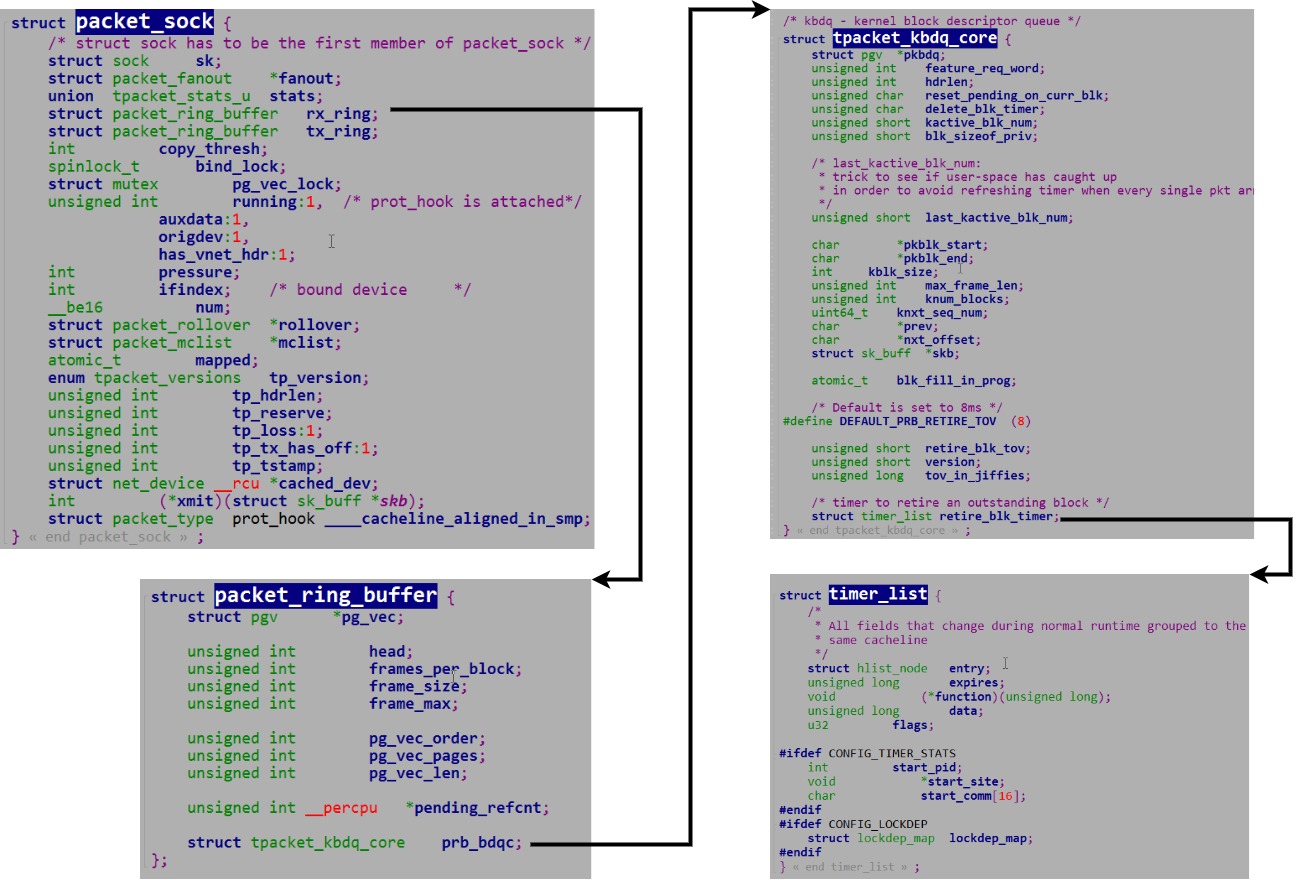 struct packet_sock {
/* struct sock has to be the first member of packet_sock */
struct sock sk;
struct packet_fanout *fanout;
union tpacket_stats_u stats;
struct packet_ring_buffer rx_ring;
struct packet_ring_buffer tx_ring;
int copy_thresh;
spinlock_t bind_lock;
struct mutex pg_vec_lock;
unsigned int running:1, /* prot_hook is attached*/
auxdata:1,
origdev:1,
has_vnet_hdr:1;
int pressure;
int ifindex; /* bound device */
__be16 num;
struct packet_rollover *rollover;
struct packet_mclist *mclist;
atomic_t mapped;
enum tpacket_versions tp_version;
unsigned int tp_hdrlen;
unsigned int tp_reserve;
unsigned int tp_loss:1;
unsigned int tp_tx_has_off:1;
unsigned int tp_tstamp;
struct net_device __rcu *cached_dev;
int (*xmit)(struct sk_buff *skb);
struct packet_type prot_hook ____cacheline_aligned_in_smp;
} « end packet_sock » ;
struct packet_ring_buffer {
struct pgv *pg_vec;
unsigned int head;
unsigned int frames_per_block;
unsigned int frame_size;
unsigned int frame_max;
unsigned int pg_vec_order;
unsigned int pg_vec_pages;
unsigned int pg_vec_len;
unsigned int __percpu *pending_refcnt;
struct tpacket_kbdq_core prb_bdqc;
};
/* kbdq - kernel block descriptor queue */
struct tpacket_kbdq_core {
struct pgv *pkbdq;
unsigned int feature_req_word;
unsigned int hdrlen;
unsigned char reset_pending_on_curr_blk;
unsigned char delete_blk_timer;
unsigned short kactive_blk_num;
unsigned short blk_sizeof_priv;
/* last_kactive_blk_num:
* trick to see if user-space has caught up
* in order to avoid refreshing timer when every single pkt arr
*/
unsigned short last_kactive_blk_num;
char *pkblk_start;
char *pkblk_end;
int kblk_size;
unsigned int max_frame_len;
unsigned int knum_blocks;
uint64_t knxt_seq_num;
char *prev;
char *nxt_offset;
struct sk_buff *skb;
atomic_t blk_fill_in_prog;
/* Default is set to 8ms */
#define DEFAULT_PRB_RETIRE_TOV (8)
unsigned short retire_blk_tov;
unsigned short version;
unsigned long tov_in_jiffies;
/* timer to retire an outstanding block */
struct timer_list retire_blk_timer;
} « end tpacket_kbdq_core » ;
struct timer_list {
/*
* All fields that change during normal runtime grouped to the
* same cacheline
*/
struct hlist_node entry;
unsigned long expires;
void (*function)(unsigned long);
unsigned long data;
u32 flags;
#ifdef CONFIG_TIMER_STATS
int start_pid;
void *start_site;
char start_comm[16];
#endif
#ifdef CONFIG_LOCKDEP
struct lockdep_map lockdep_map;
#endif
} « end timer_list » ;